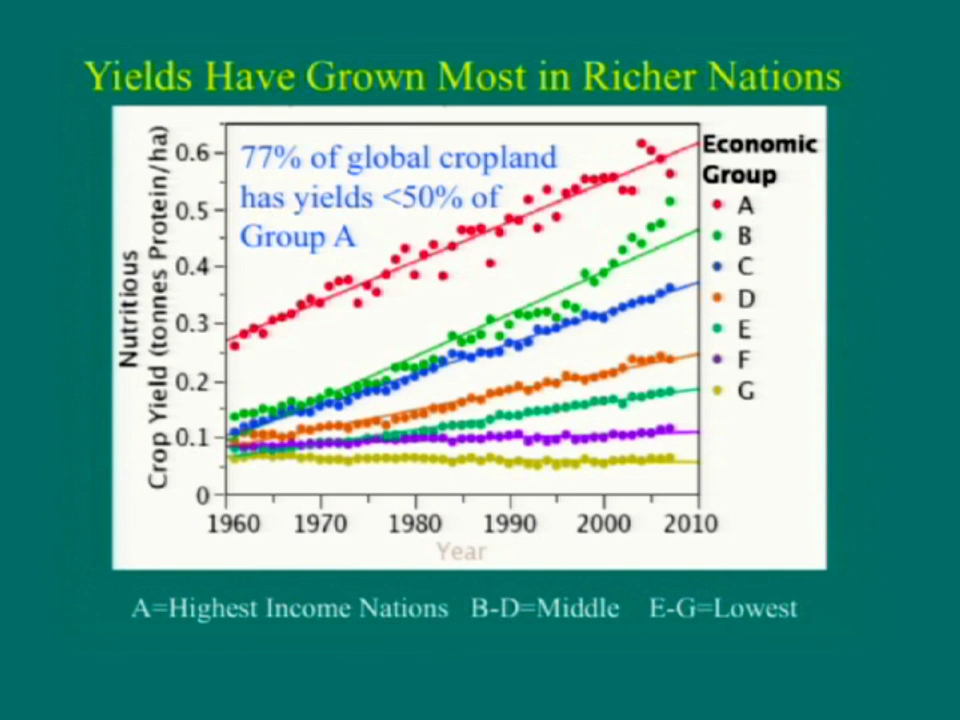 Yields Have Grown Most in Richer Nations
77% of global cropland
has yields <50% of
Group A
Nutritious
Crop Yield (tonnes Protein/ha)
0.6
0.5
0.4
0.3
0.2
0.1
0
1960 1970 1980 1990 2000 2010
Year
Economic
Group
A
B
C
D
E
F
G
A=Highest Income Nations B-D=Middle E-G=Lowest